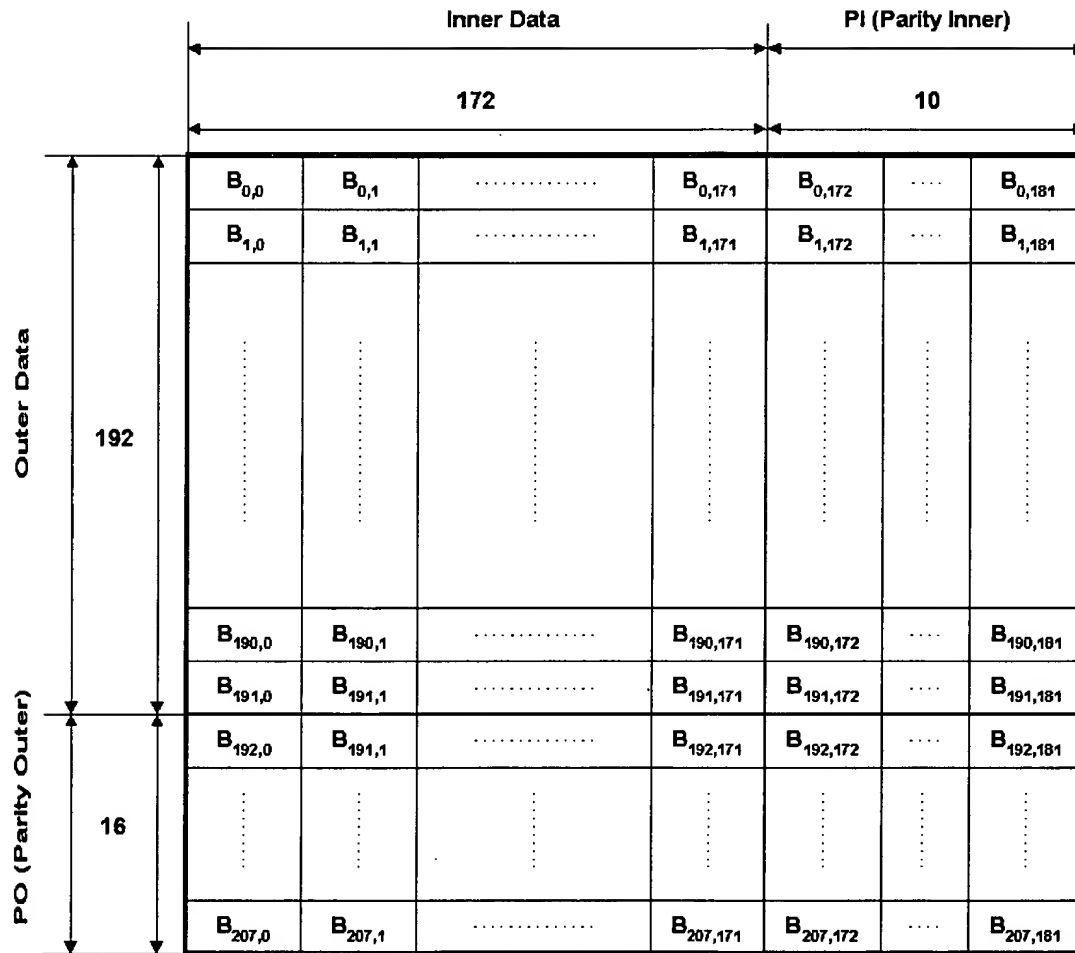 Inner Data PI (Parity Inner)
172 10
B0,0 B0,1 ............. B0,171 B0,172 .... B0,181
B1,0 B1,1 ............. B1,171 B1,172 .... B1,181
Outer Data
192
B190,0 B190,1 ............. B190,171 B190,172 .... B190,181
B191,0 B191,1 ............. B191,171 B191,172 .... B191,181
B192,0 B191,1 ............. B192,171 B192,172 .... B192,181
PO (Parity Outer)
16
B207,0 B207,1 ............. B207,171 B207,172 .... B207,181